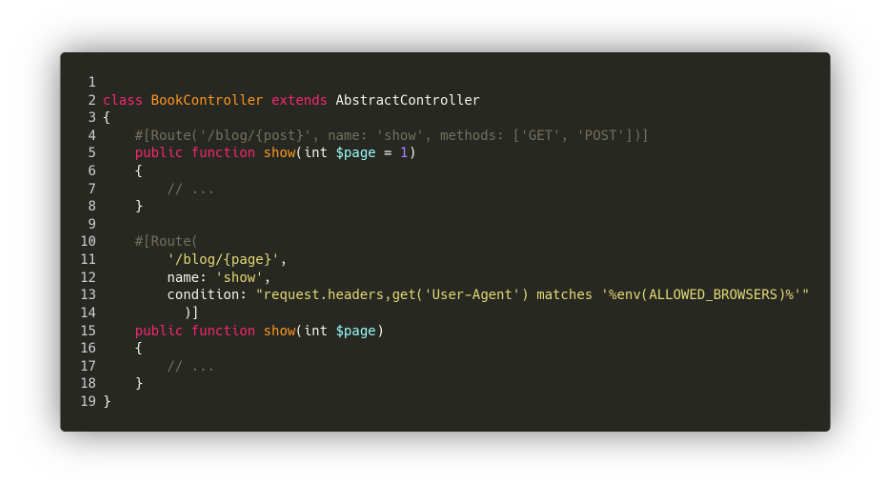 1
2 class BookController extends AbstractController
3 {
4     #[Route('/blog/{post}', name: 'show', methods: ['GET', 'POST'])]
5     public function show(int $page = 1)
6     {
7         // ...
8     }
9
10     #[Route(
11         '/blog/{page}',
12         name: 'show',
13         condition: "request.headers,get('User-Agent') matches '%env(ALLOWED_BROWSERS)%'"
14           )]
15     public function show(int $page)
16     {
17         // ...
18     }
19 }